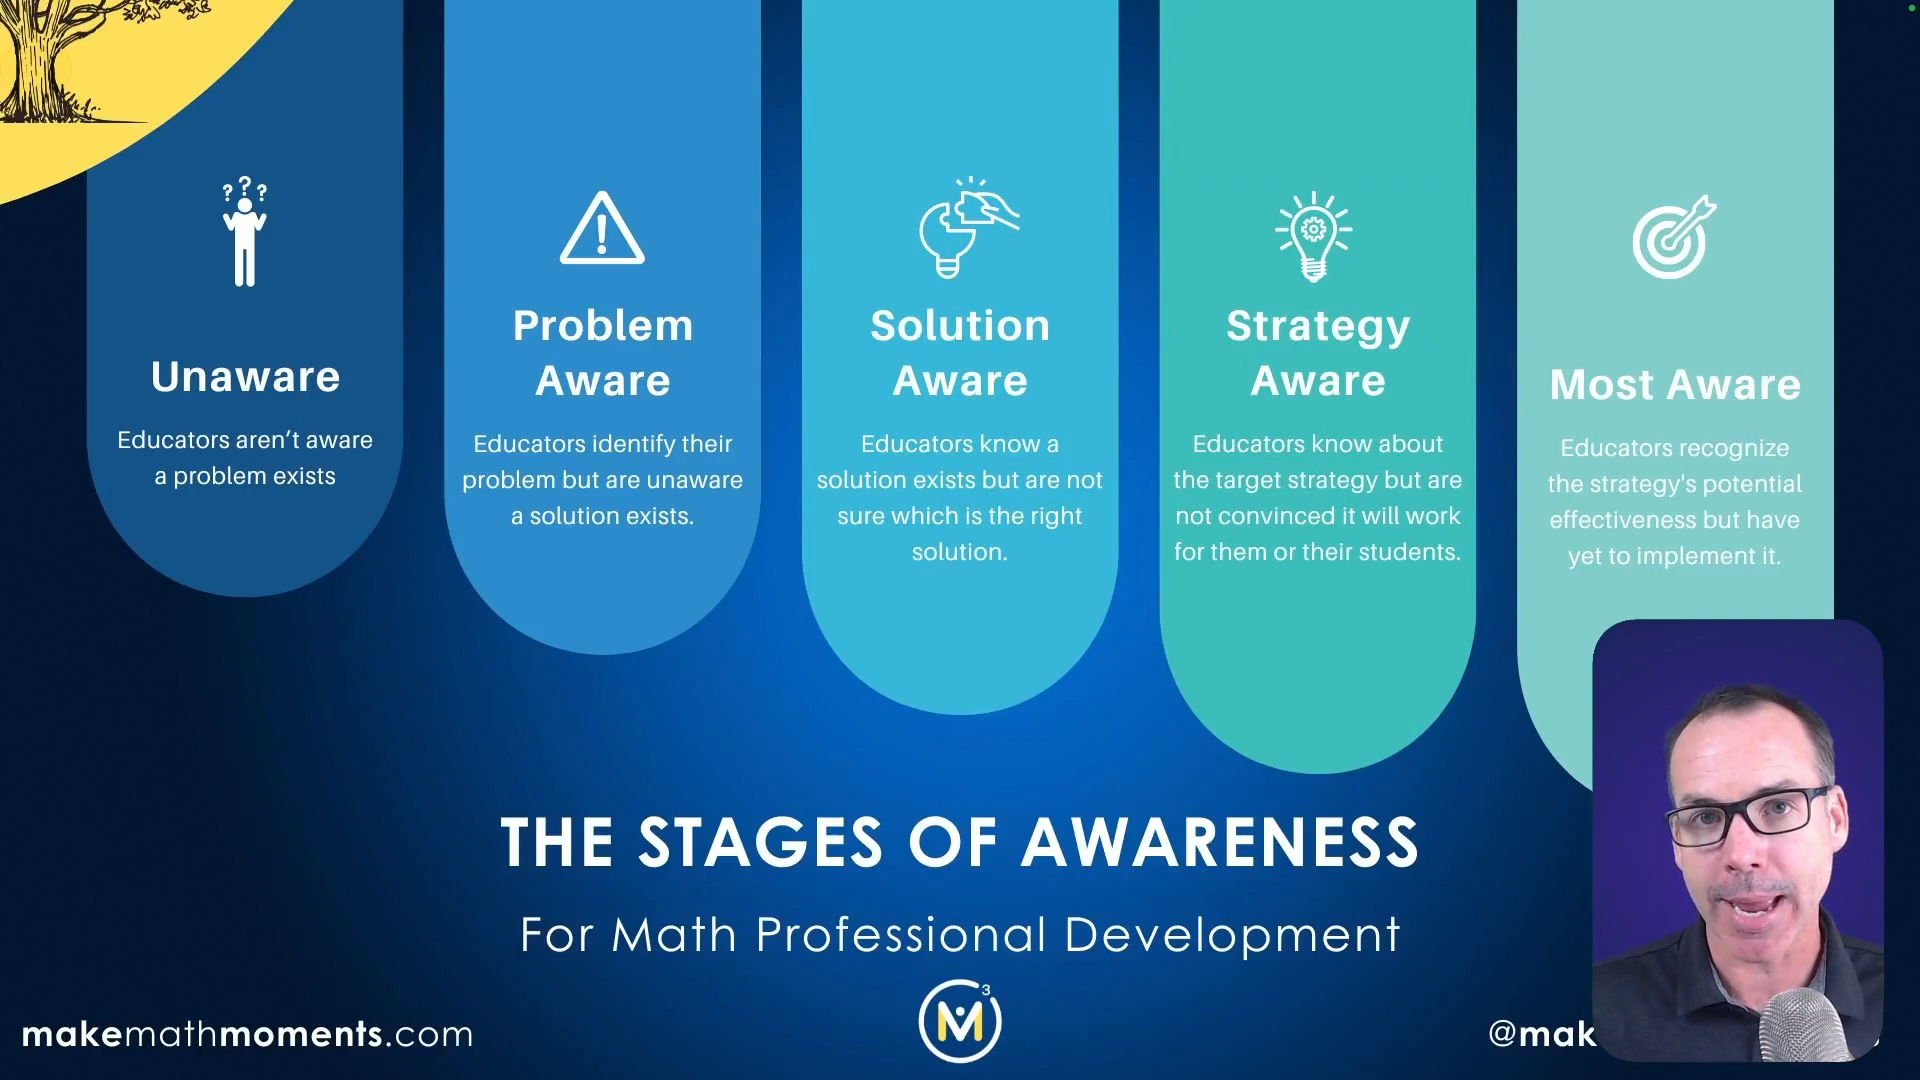 ? ? ?
Unaware
Educators aren’t aware
a problem exists
Problem
Aware
Educators identify their
problem but are unaware
a solution exists.
Solution
Aware
Educators know a
solution exists but are not
sure which is the right
solution.
Strategy
Aware
Educators know about
the target strategy but are
not convinced it will work
for them or their students.
Most Aware
Educators recognize
the strategy's potential
effectiveness but have
yet to implement it.
THE STAGES OF AWARENESS
For Math Professional Development
M 3
makemathmoments.com
@mak